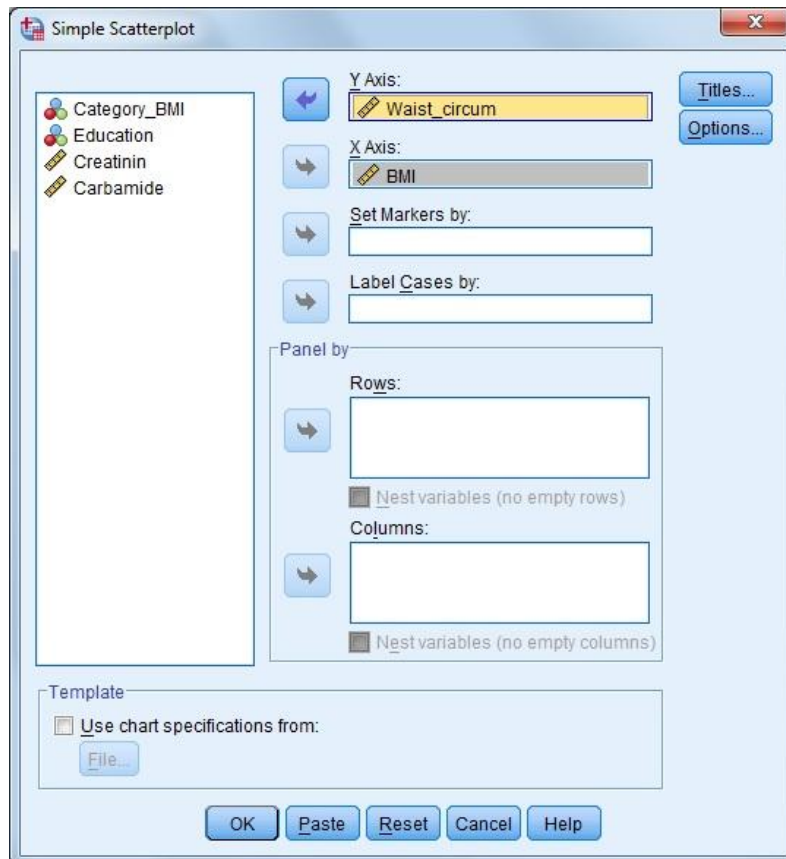 Simple Scatterplot
Category_BMI
Education
Creatinin
Carbamide
Y Axis:
Waist_circum
X Axis:
BMI
Set Markers by:
Label Cases by:
Titles...
Options...
Panel by
Rows:
Nest variables (no empty rows)
Columns:
Nest variables (no empty columns)
Template
Use chart specifications from:
File...
OK Paste Reset Cancel Help